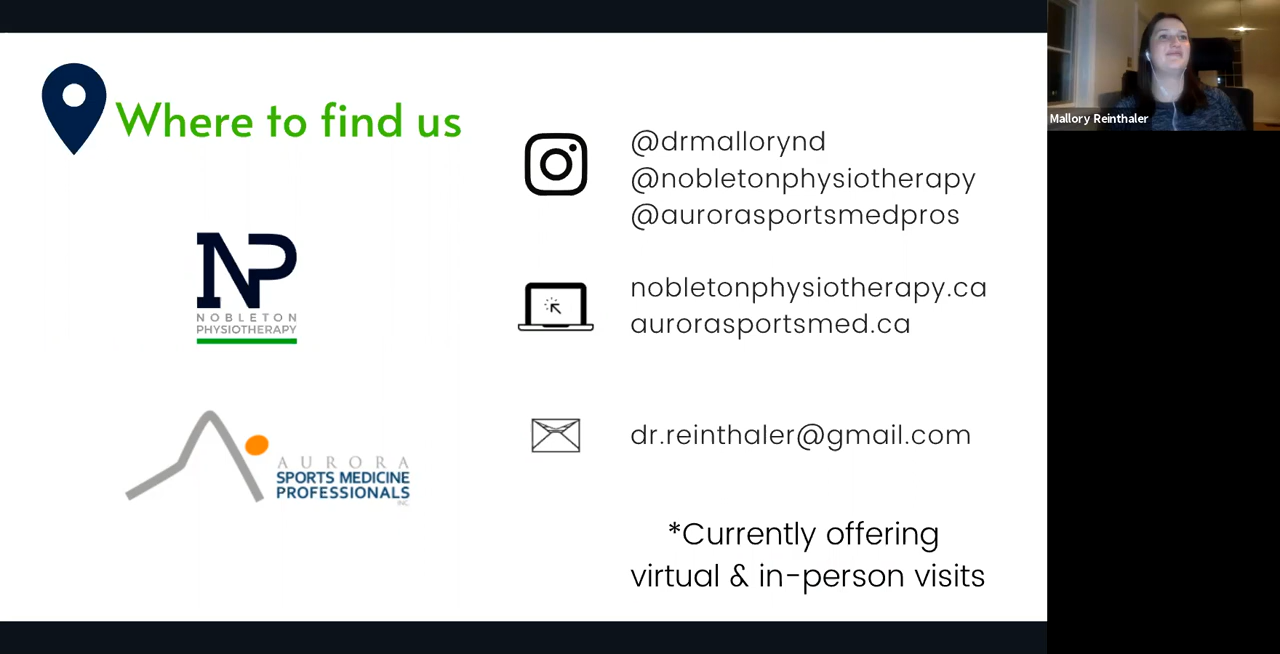 Where to find us
@drmallorynd
@nobletonphysiotherapy
@aurorasportsmedpros
nobletonphysiotherapy.ca
aurorasportsmed.ca
dr.reinthaler@gmail.com
*Currently offering
virtual & in-person visits
NP
NOBLETON
PHYSIOTHERAPY
AURORA
SPORTS MEDICINE
PROFESSIONALS
INC.
Mallory Reinthaler